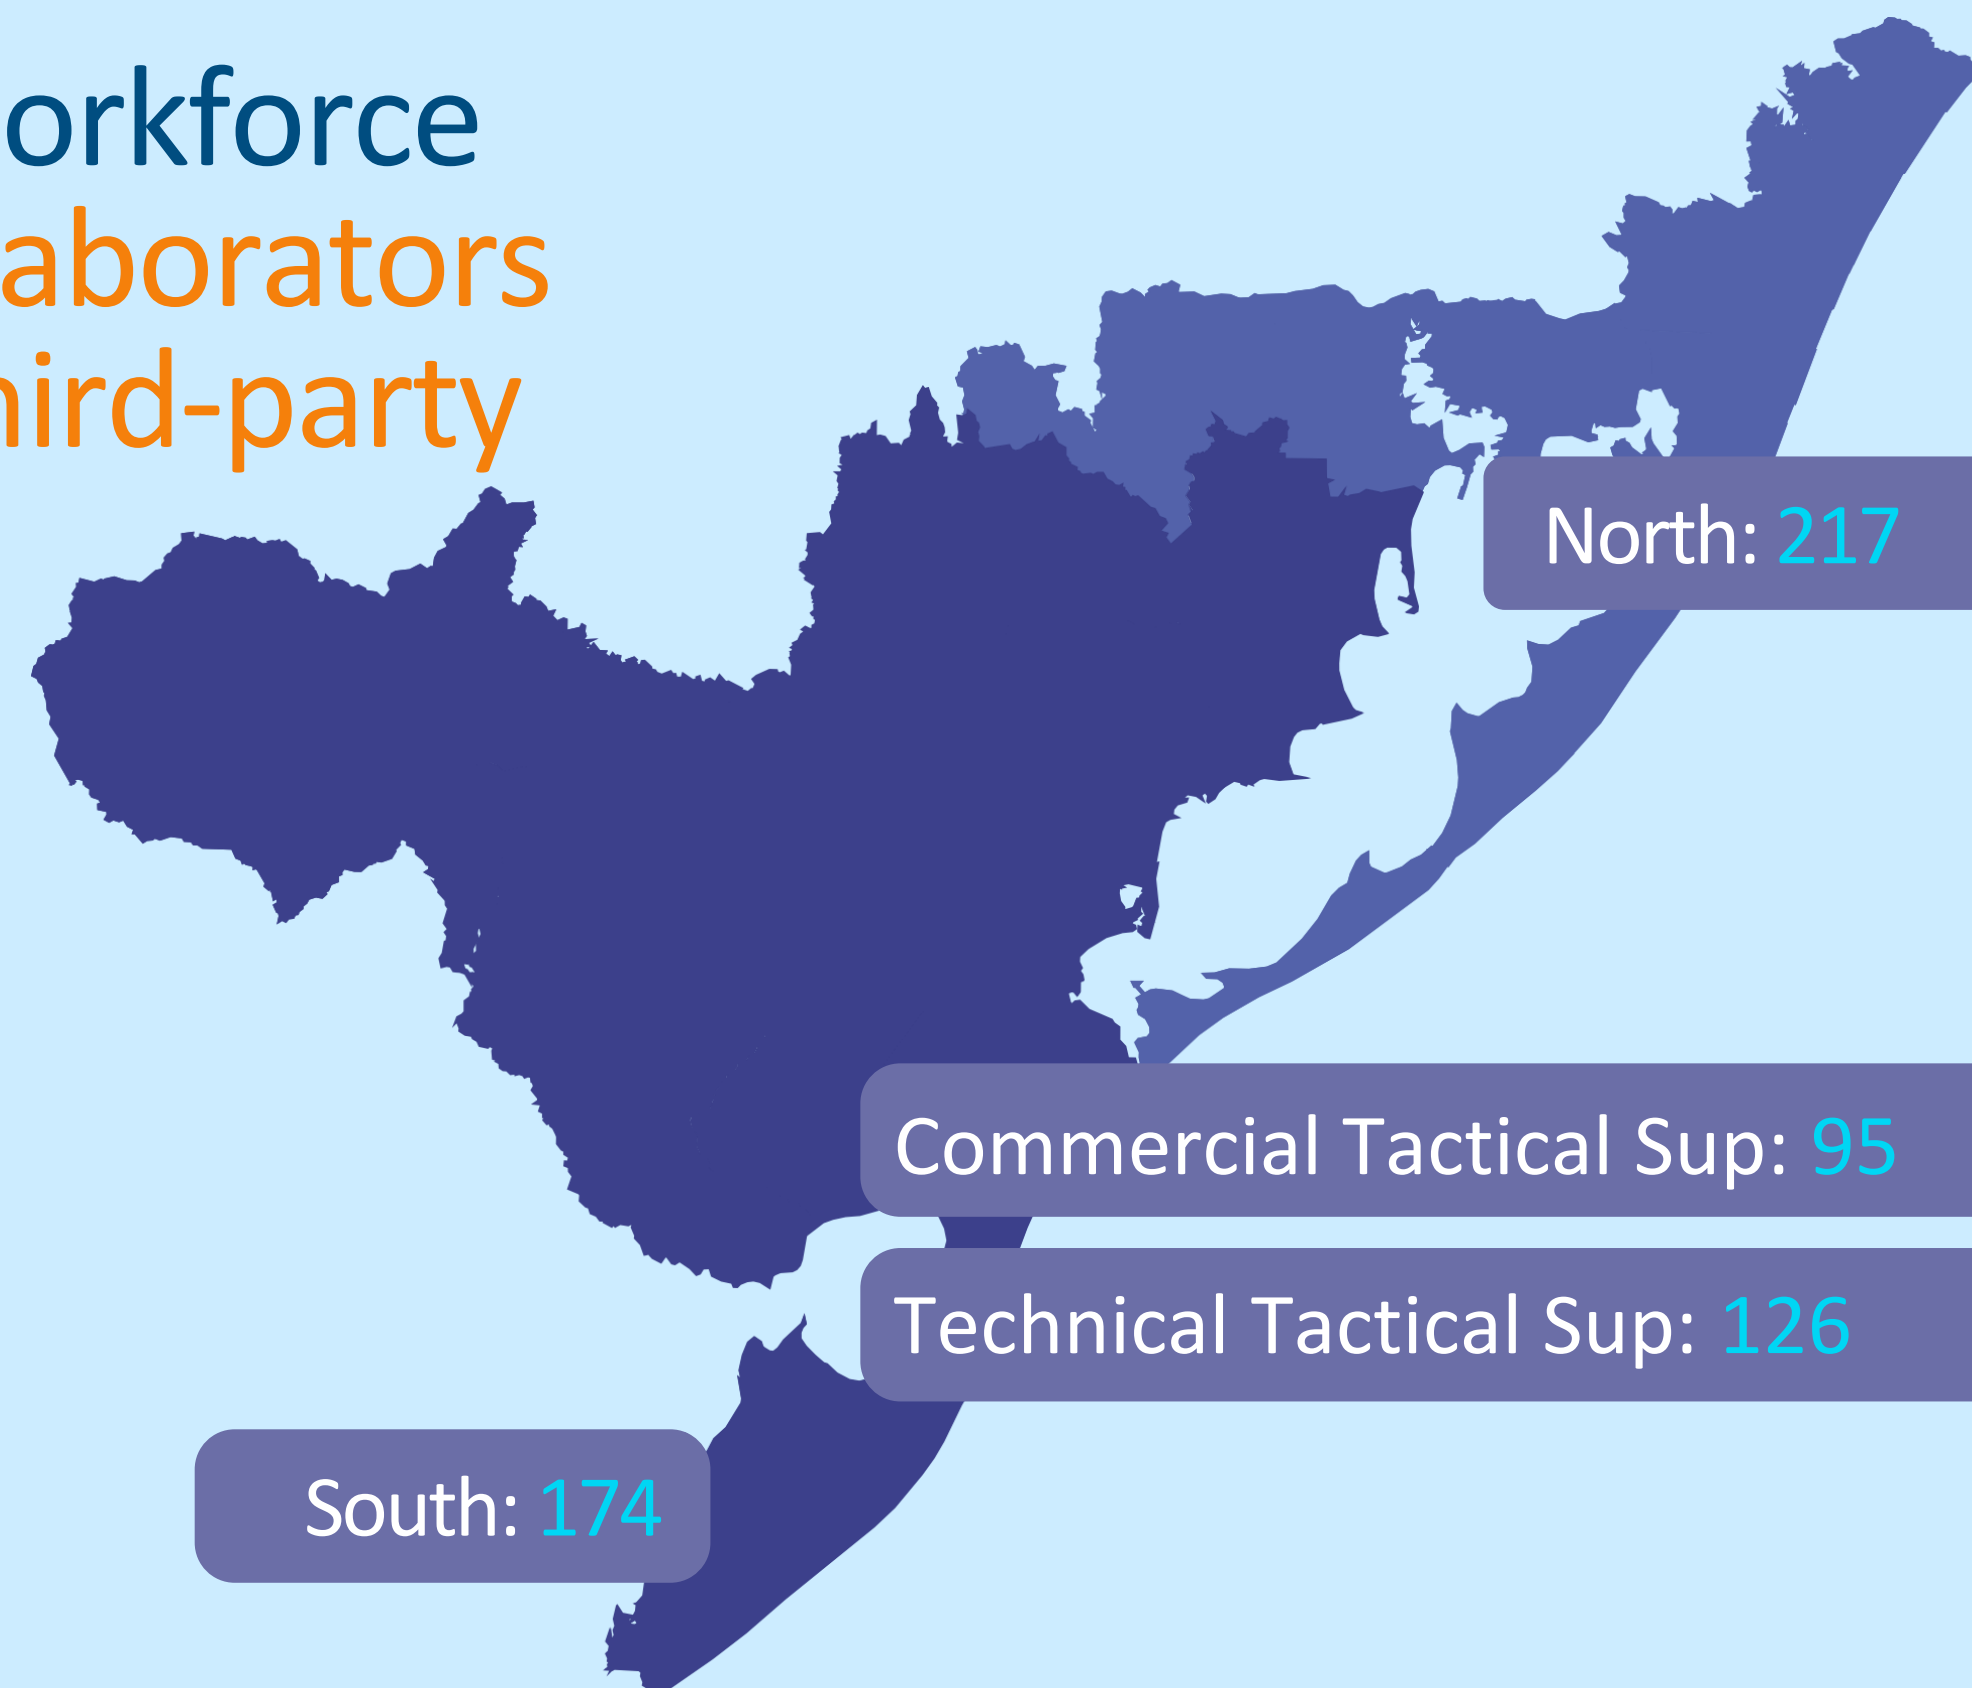 orkforce
aborators
hird-party
North: 217
Commercial Tactical Sup: 95
Technical Tactical Sup: 126
South: 174